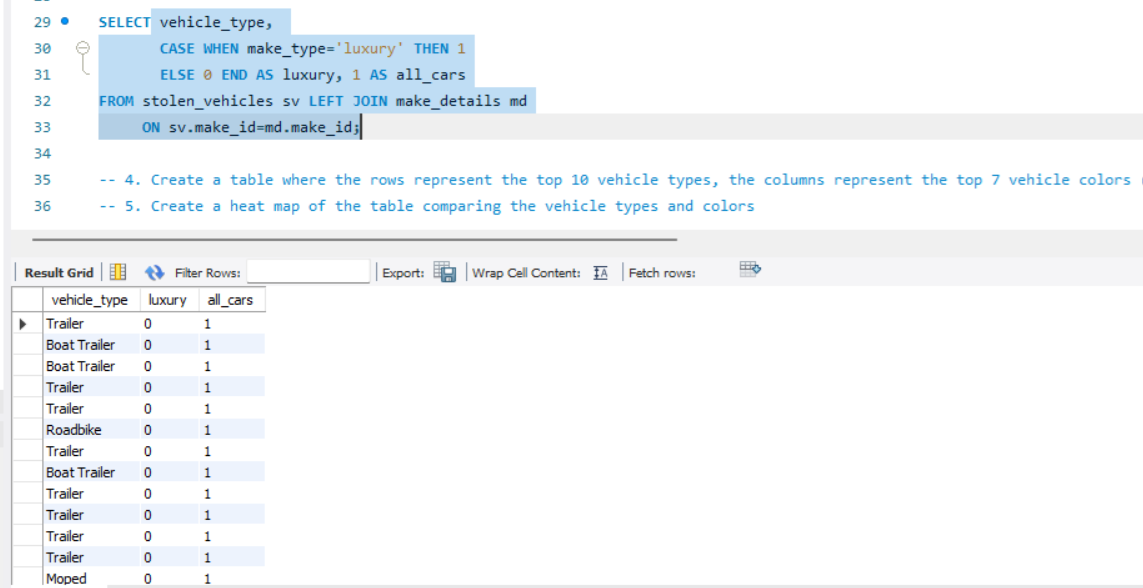 29 SELECT vehicle_type,
30 CASE WHEN make_type='luxury' THEN 1
31 ELSE 0 END AS luxury, 1 AS all_cars
32 FROM stolen_vehicles sv LEFT JOIN make_details md
33 ON sv.make_id=md.make_id;
34
35 -- 4. Create a table where the rows represent the top 10 vehicle types, the columns represent the top 7 vehicle colors
36 -- 5. Create a heat map of the table comparing the vehicle types and colors
Result Grid Filter Rows: Export: Wrap Cell Content: IA Fetch rows:
vehicle_type luxury all_cars
Trailer 0 1
Boat Trailer 0 1
Boat Trailer 0 1
Trailer 0 1
Trailer 0 1
Roadbike 0 1
Trailer 0 1
Boat Trailer 0 1
Trailer 0 1
Trailer 0 1
Trailer 0 1
Trailer 0 1
Moped 0 1